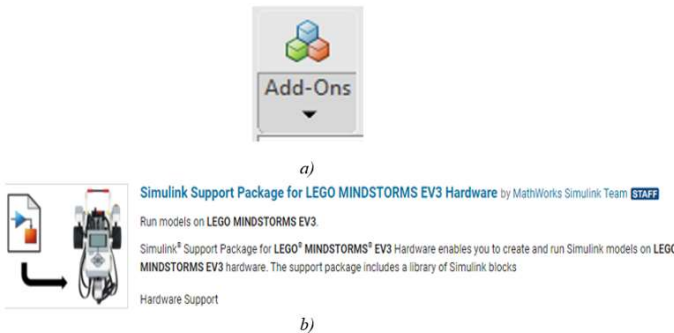 Add-Ons
a)
Simulink Support Package for LEGO MINDSTORMS EV3 Hardware by MathWorks Simulink Team STAFF
Run models on LEGO MINDSTORMS EV3.
Simulink® Support Package for LEGO® MINDSTORMS® EV3 Hardware enables you to create and run Simulink models on LEGO
MINDSTORMS EV3 hardware. The support package includes a library of Simulink blocks
Hardware Support
b)